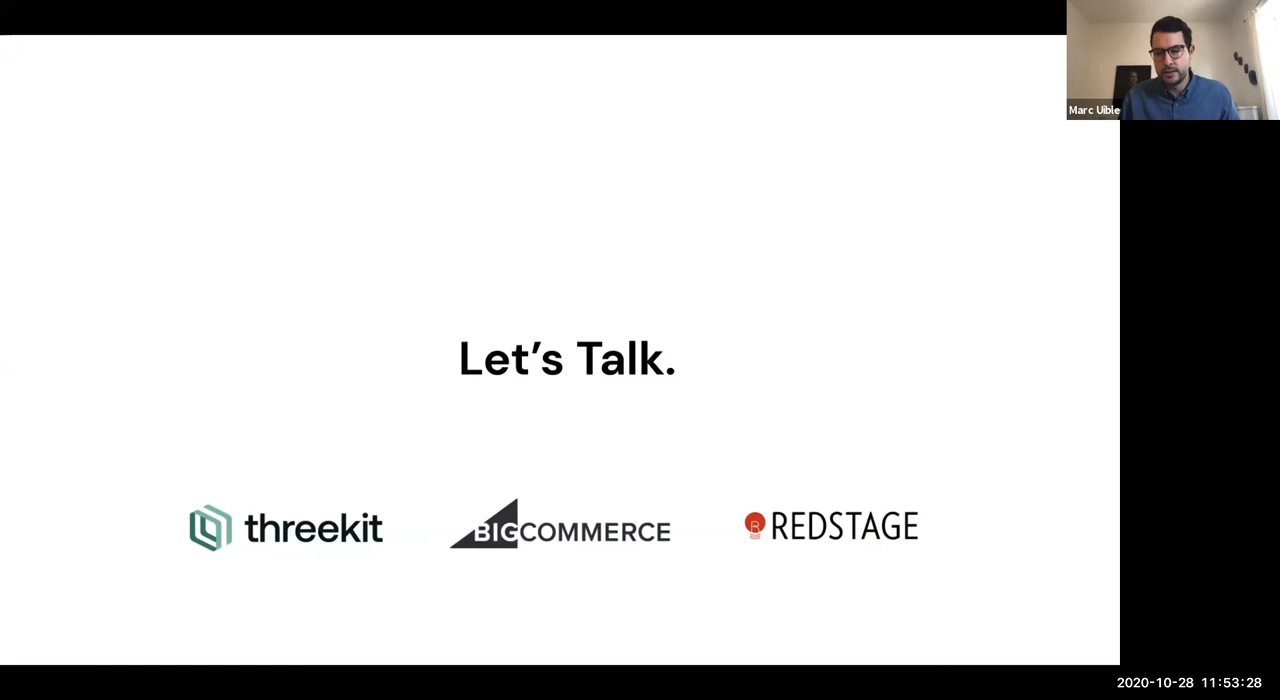 Marc Uible
Let's Talk.
threekit
BIGCOMMERCE
REDSTAGE
2020-10-28 11:53:28